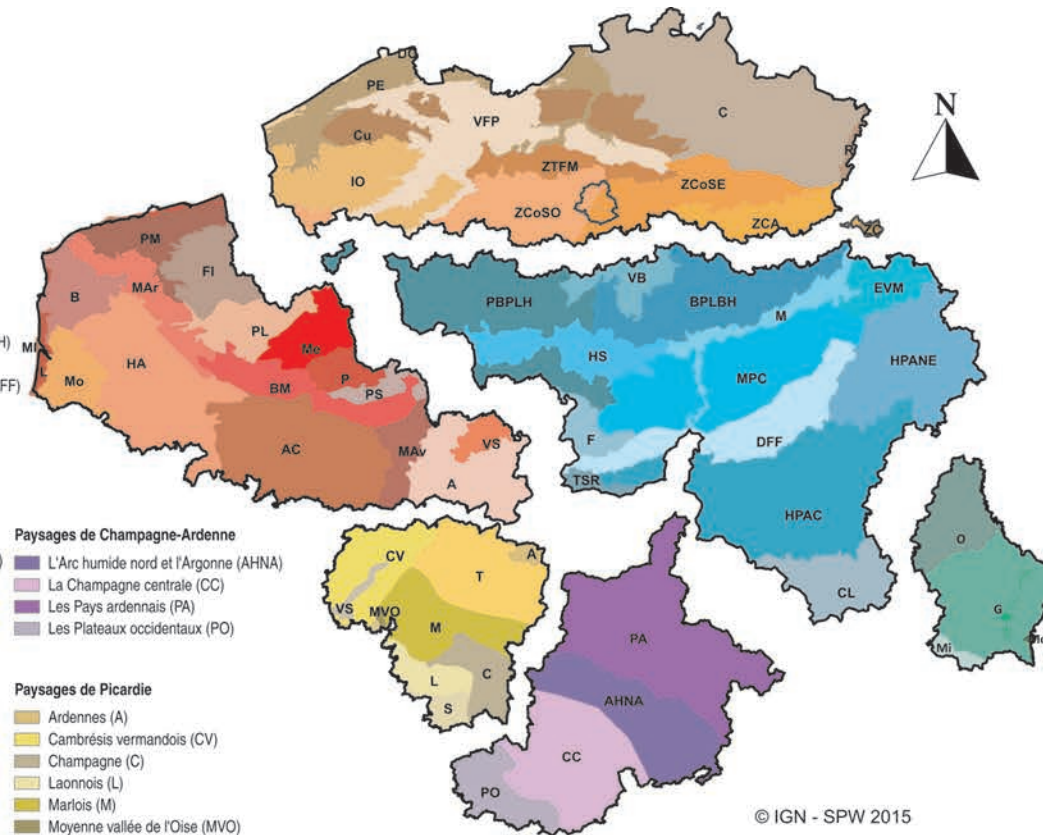 DC
PE
C
N
VFP
Cu
R
ZTFM
IO
ZCoSE
ZCoSO
ZCA
ZC
PM
FI
B
MAr
VB
EVM
PBPLH
BPLBH
M
PL
H)
MI
Me
HA
HS
HPANE
L
Mo
MPC
FF)
P
BM
PS
F
DFF
AC
MAv
VS
TSR
A
HPAC
Paysages de Champagne-Ardenne
L'Arc humide nord et l'Argonne (AHNA)
La Champagne centrale (CC)
Les Pays ardennais (PA)
Les Plateaux occidentaux (PO)
)
CV
A
T
O
CL
VS
MVO
G
M
PA
Mi
L
C
S
AHNA
Paysages de Picardie
Ardennes (A)
Cambrésis vermandois (CV)
Champagne (C)
Laonnois (L)
Marlois (M)
Moyenne vallée de l'Oise (MVO)
CC
PO
© IGN - SPW 2015